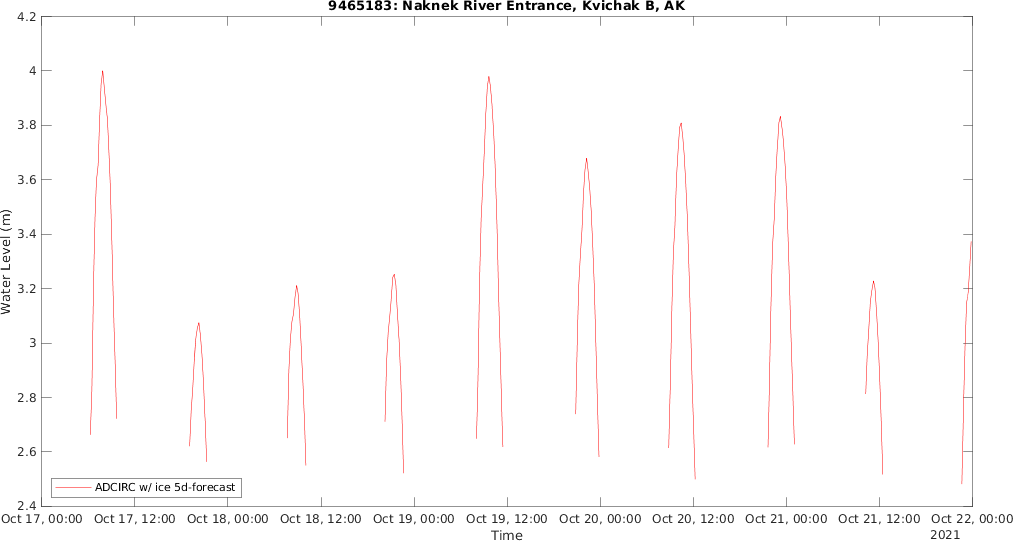 9465183: Naknek River Entrance, Kvichak B, AK
4.2
4
3.8
3.6
3.4
3.2
3
2.8
2.6
2.4
Water Level (m)
ADCIRC w/ ice 5d-forecast
Oct 17, 00:00 Oct 17, 12:00 Oct 18, 00:00 Oct 18, 12:00 Oct 19, 00:00 Oct 19, 12:00 Oct 20, 00:00 Oct 20, 12:00 Oct 21, 00:00 Oct 21, 12:00 Oct 22, 00:00
Time
2021